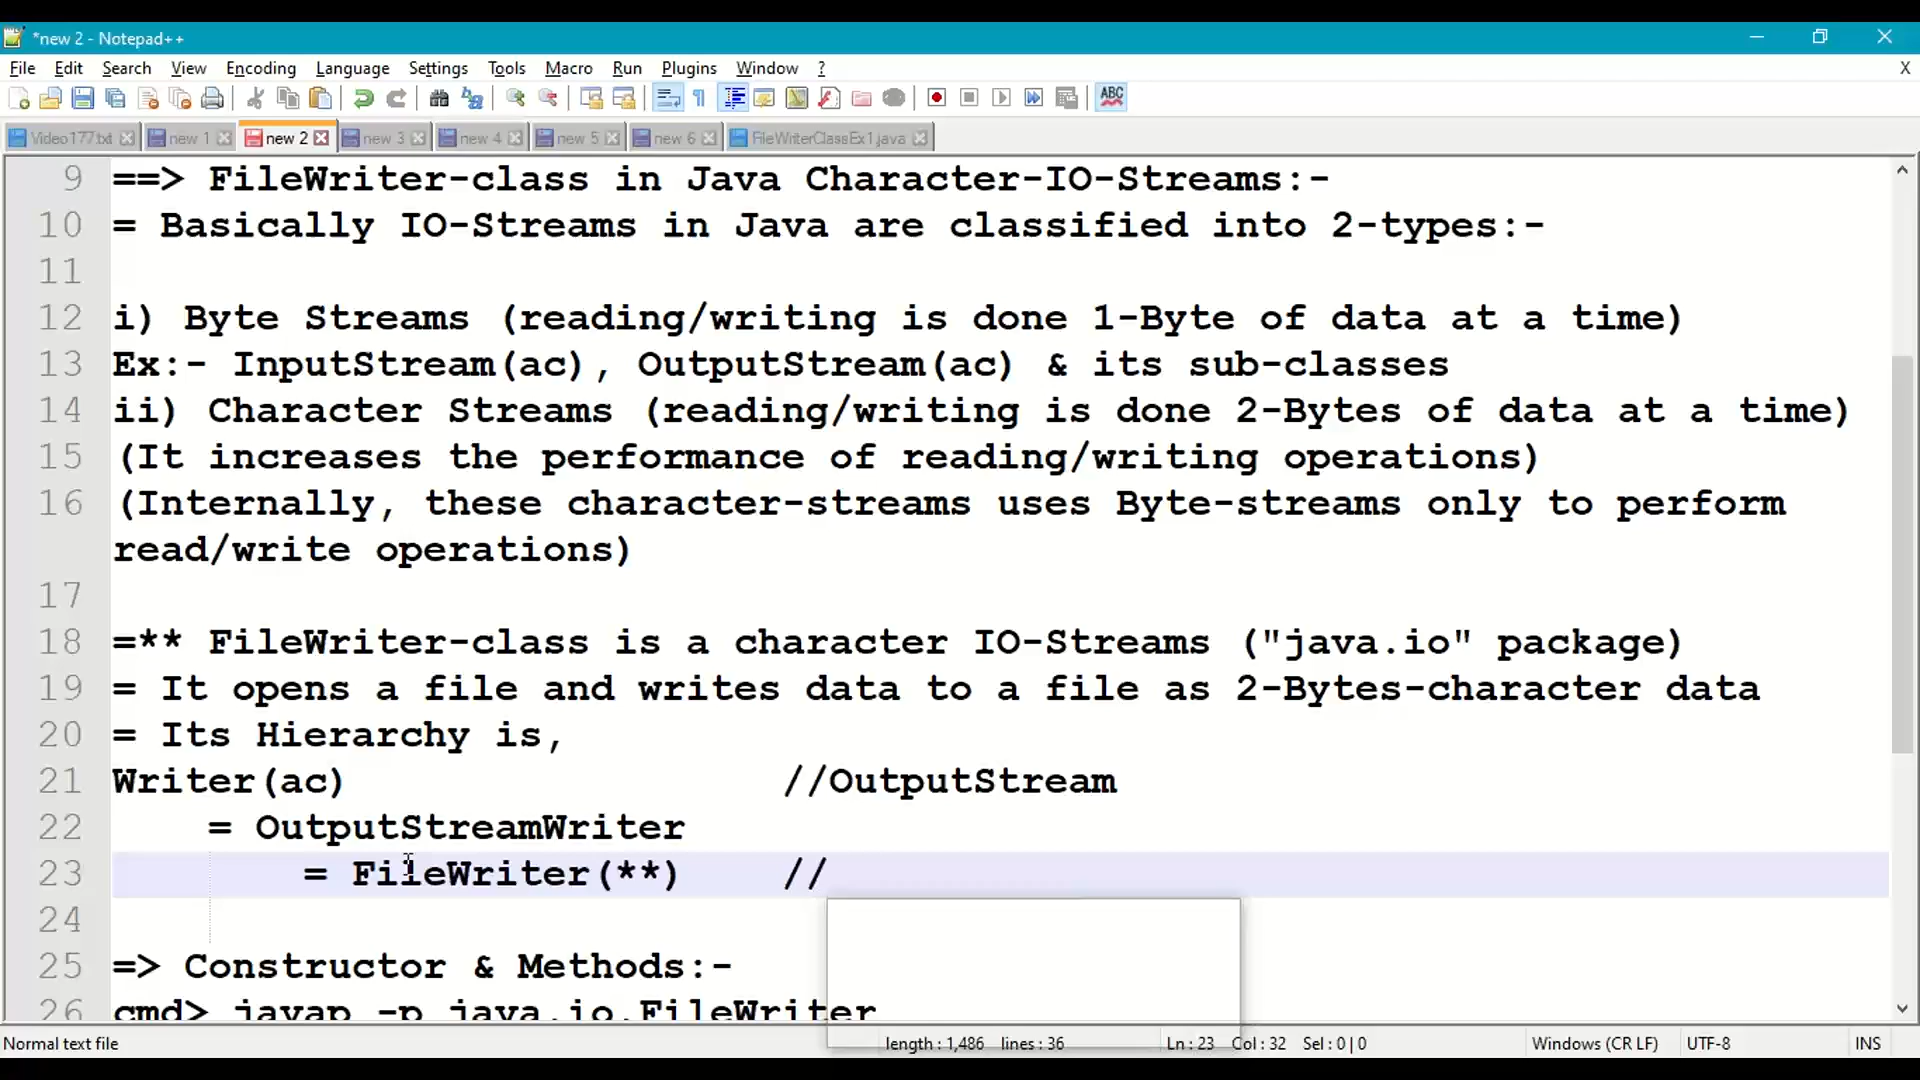 *new 2 - Notepad++
File Edit Search View Encoding Language Settings Tools Macro Run Plugins Window ? X
ABC
Video177.txt new 1 new 2 new 3 new 4 new 5 new 6 FileWriterClassEx1.java
9 ==> FileWriter-class in Java Character-IO-Streams:-
10 = Basically IO-Streams in Java are classified into 2-types:-
11
12 i) Byte Streams (reading/writing is done 1-Byte of data at a time)
13 Ex:- InputStream(ac), OutputStream(ac) & its sub-classes
14 ii) Character Streams (reading/writing is done 2-Bytes of data at a time)
15 (It increases the performance of reading/writing operations)
16 (Internally, these character-streams uses Byte-streams only to perform
read/write operations)
17
18 =** FileWriter-class is a character IO-Streams ("java.io" package)
19 = It opens a file and writes data to a file as 2-Bytes-character data
20 = Its Hierarchy is,
21 Writer(ac) //OutputStream
22 = OutputStreamWriter
23 = FileWriter(**) //
24
25 => Constructor & Methods:-
26 cmd> javap -p java.io.FileWriter
Normal text file length : 1,486 lines : 36 Ln : 23 Col : 32 Sel : 0 | 0 Windows (CR LF) UTF-8 INS